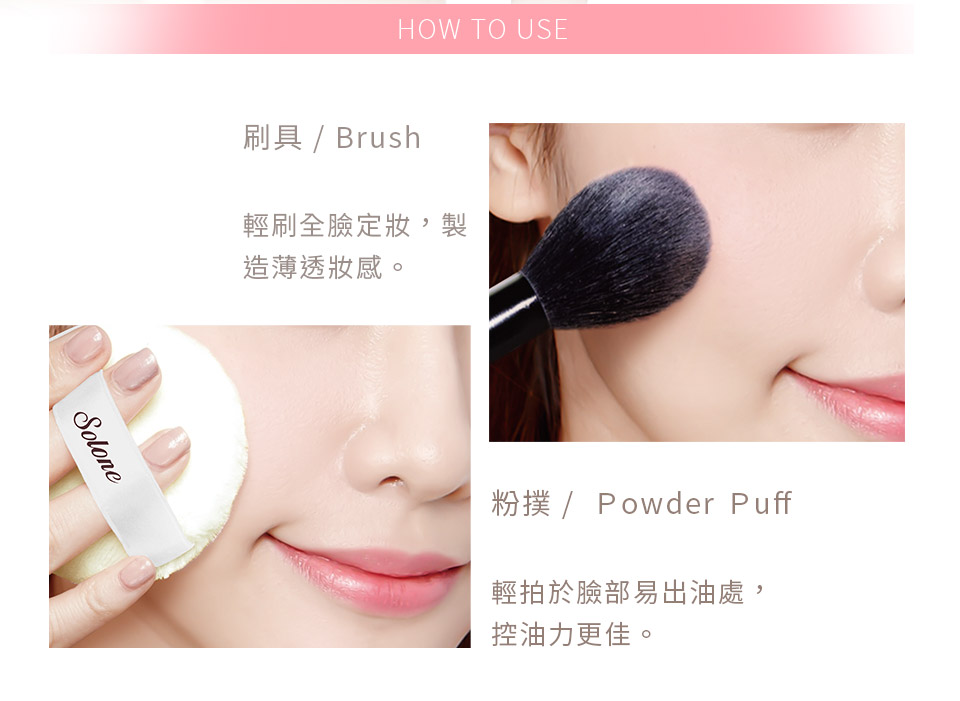 HOW TO USE
刷具 / Brush
輕刷全臉定妝，製
造薄透妝感。
Solone
粉撲 / Powder Puff
輕拍於臉部易出油處，
控油力更佳。